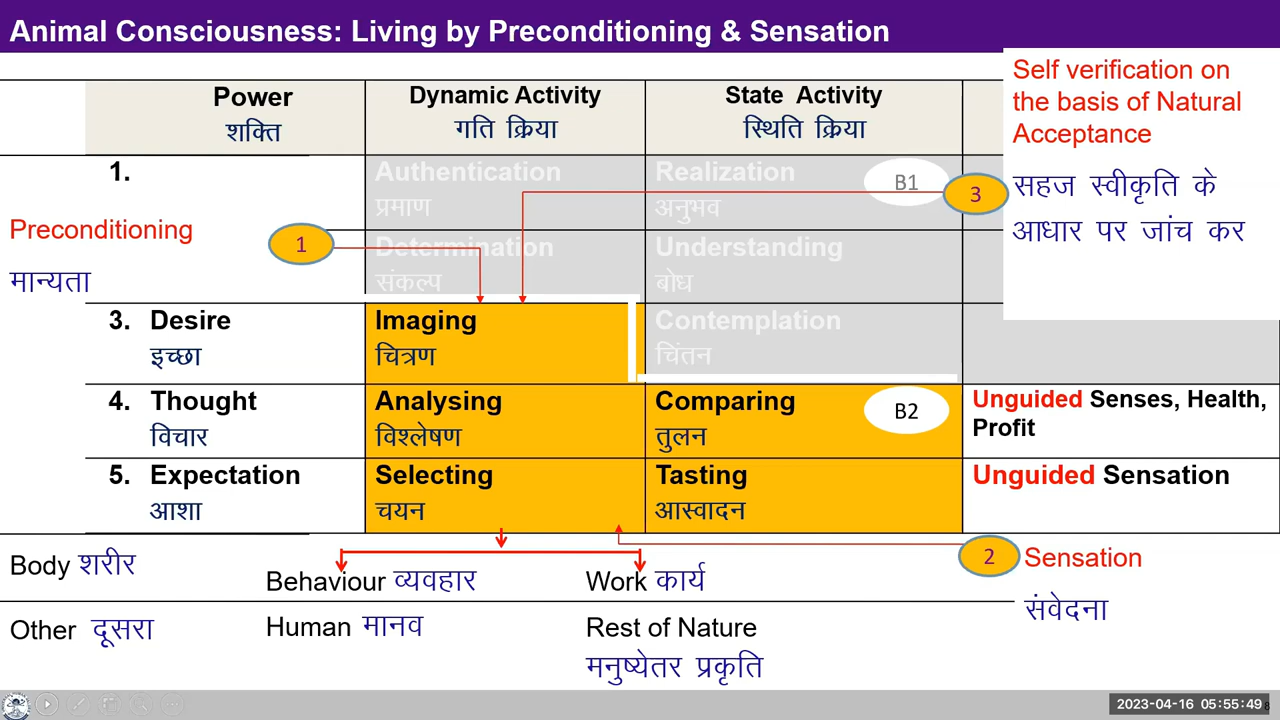 Animal Consciousness: Living by Preconditioning & Sensation
Self verification on
the basis of Natural
Acceptance
सहज स्वीकृति के
आधार पर जांच कर
Power
शक्ति
Dynamic Activity
गति क्रिया
State Activity
स्थिति क्रिया
1.
Authentication
प्रमाण
Realization
अनुभव
B1
3
Preconditioning
मान्यता
1
Determination
संकल्प
Understanding
बोध
3. Desire
इच्छा
Imaging
चित्रण
Contemplation
चिंतन
4. Thought
विचार
Analysing
विश्लेषण
Comparing
तुलन
B2
Unguided Senses, Health,
Profit
5. Expectation
आशा
Selecting
चयन
Tasting
आस्वादन
Unguided Sensation
Body शरीर
Behaviour व्यवहार
Work कार्य
2
Sensation
संवेदना
Other दूसरा
Human मानव
Rest of Nature
मनुष्येतर प्रकृति
2023-04-16 05:55:49
8